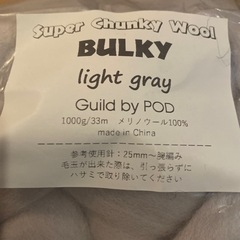 Super Chunky Wool
BULKY
light gray
Guild by POD
1000g/33m メリノウール100%
made in China
参考使用針：25mm～腕編み
毛玉が出来た際は、引っ張らずに
ハサミで取り除いてください